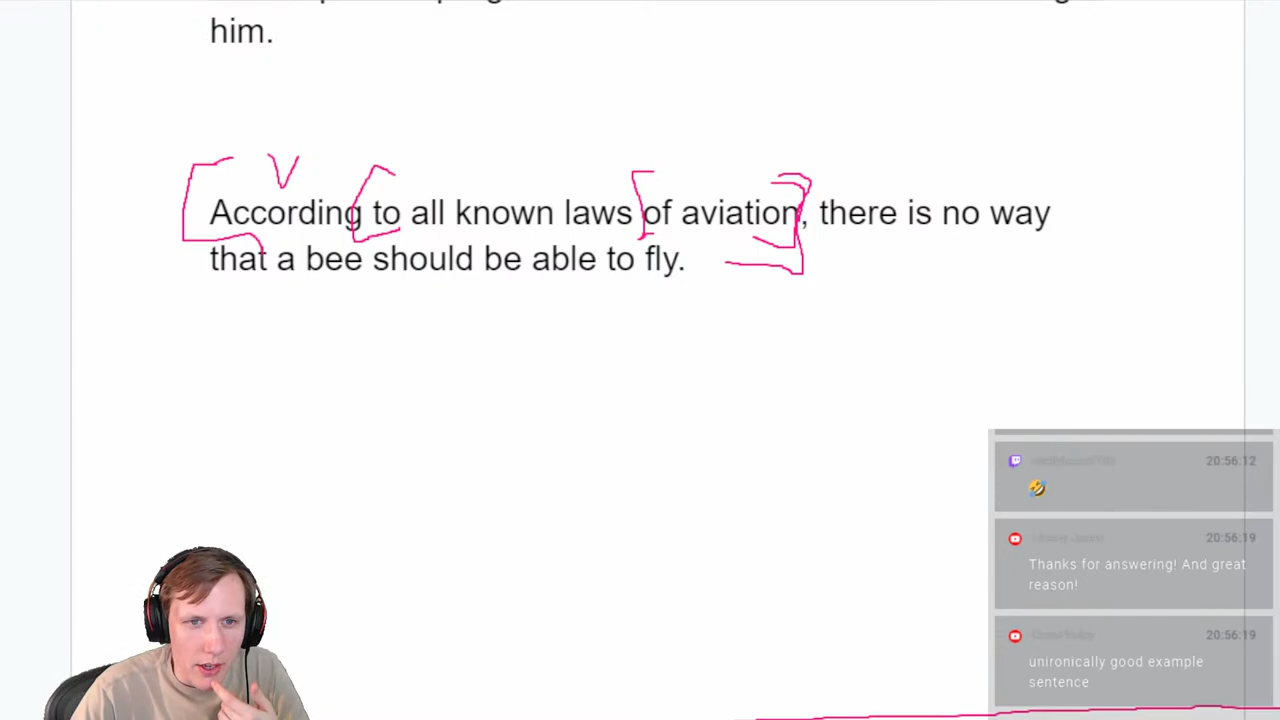 him.
V
According to all known laws of aviation, there is no way
that a bee should be able to fly.
20:56:12
20:56:19
Thanks for answering! And great
reason!
20:56:19
unironically good example
sentence